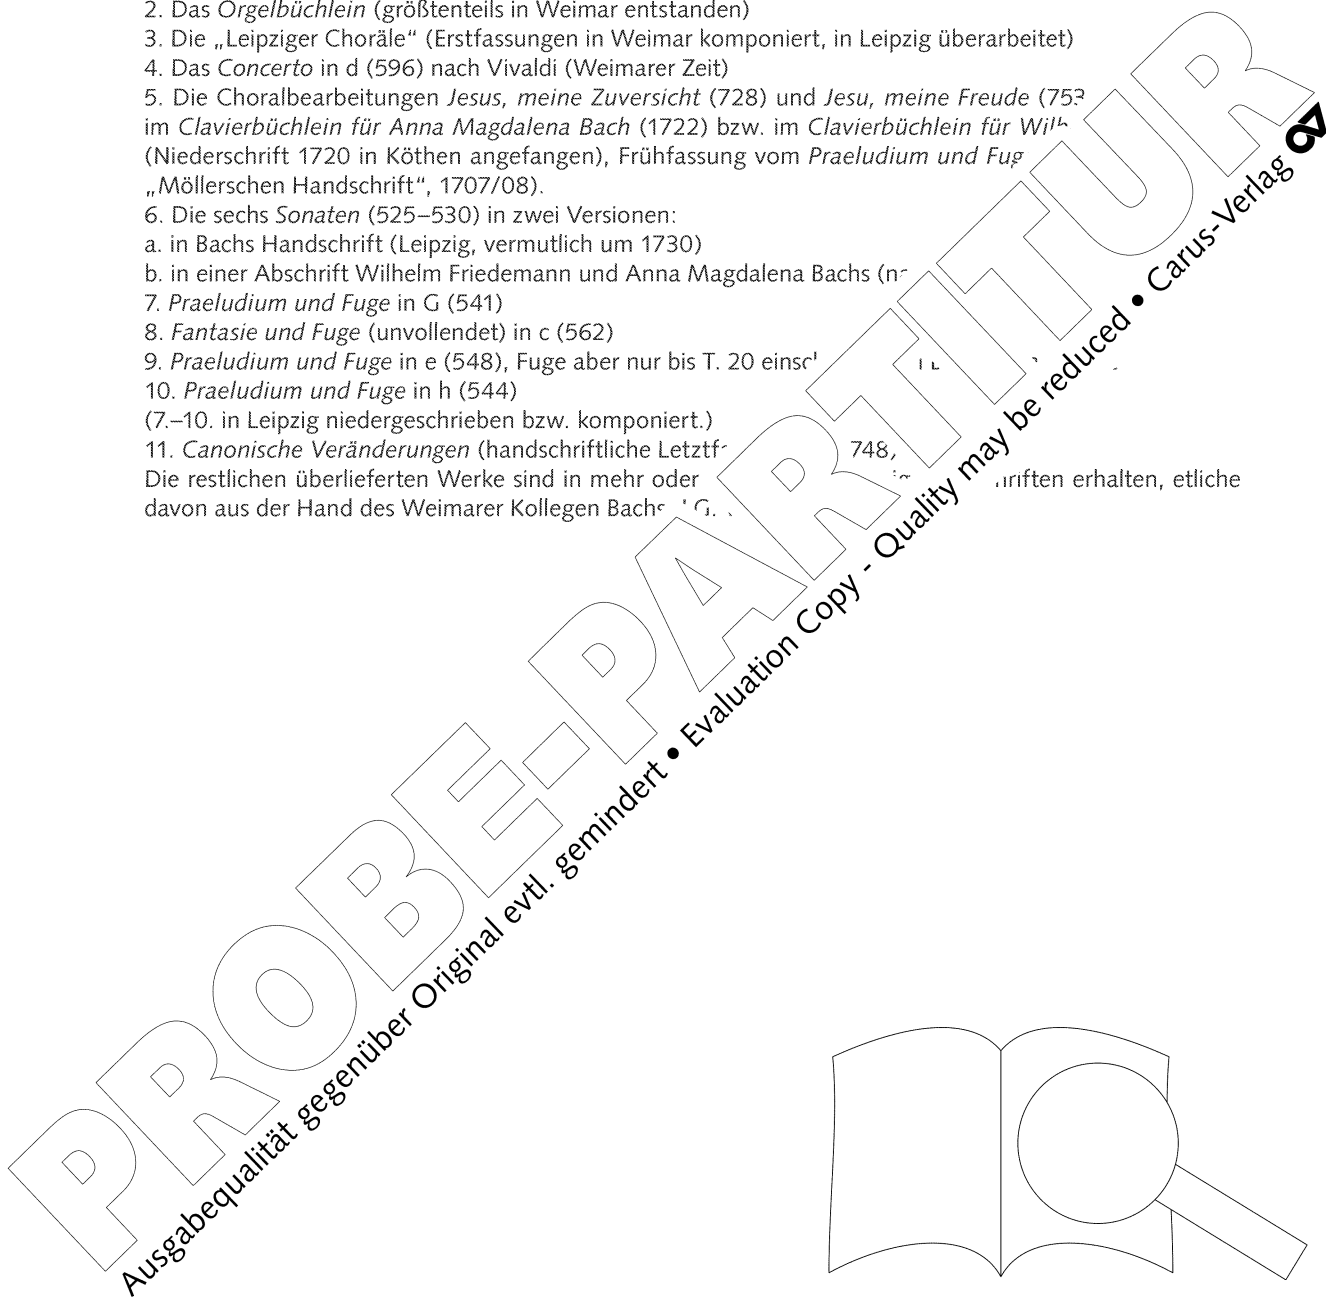 2. Das Orgelbüchlein (größtenteils in Weimar entstanden)
3. Die „Leipziger Choräle“ (Erstfassungen in Weimar komponiert, in Leipzig überarbeitet)
4. Das Concerto in d (596) nach Vivaldi (Weimarer Zeit)
5. Die Choralbearbeitungen Jesus, meine Zuversicht (728) und Jesu, meine Freude (753
im Clavierbüchlein für Anna Magdalena Bach (1722) bzw. im Clavierbüchlein für
(Niederschrift 1720 in Köthen angefangen), Frühfassung vom Praeludium und
„Möllerschen Handschrift“, 1707/08).
6. Die sechs Sonaten (525–530) in zwei Versionen:
a. in Bachs Handschrift (Leipzig, vermutlich um 1730)
b. in einer Abschrift Wilhelm Friedemann und Anna Magdalena Bachs
7. Praeludium und Fuge in G (541)
8. Fantasie und Fuge (unvollendet) in c (562)
9. Praeludium und Fuge in e (548), Fuge aber nur bis T. 20
10. Praeludium und Fuge in h (544)
(7.–10. in Leipzig niedergeschrieben bzw. komponiert.)
11. Canonische Veränderungen (handschriftliche 748,
Die restlichen überlieferten Werke sind in mehr oder erhalten, etliche
davon aus der Hand des Weimarer Kollegen Bachs G.
PROBE-PARTITUR
Ausgabequalität gegenüber Original evtl. gemindert • Evaluation Copy - Quality may be reduced • Carus-Verlag